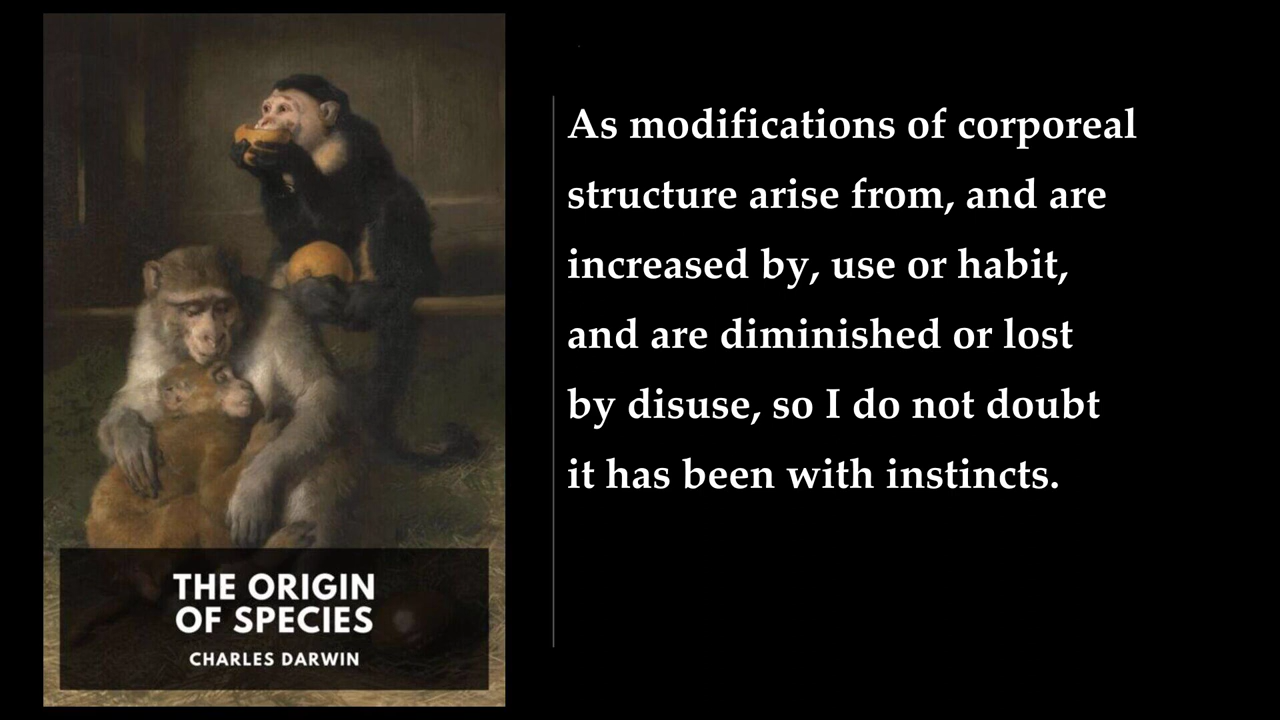 THE ORIGIN
OF SPECIES
CHARLES DARWIN
As modifications of corporeal
structure arise from, and are
increased by, use or habit,
and are diminished or lost
by disuse, so I do not doubt
it has been with instincts.